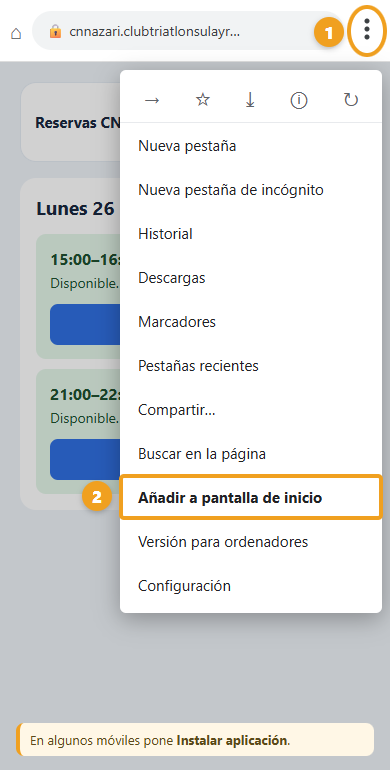 cnnazari.clubtriatlonsulayr...
1
Reservas CN
Lunes 26
15:00–16:
Disponible.
21:00–22:
Disponible.
Nueva pestaña
Nueva pestaña de incógnito
Historial
Descargas
Marcadores
Pestañas recientes
Compartir...
Buscar en la página
2
Añadir a pantalla de inicio
Versión para ordenadores
Configuración
En algunos móviles pone Instalar aplicación.